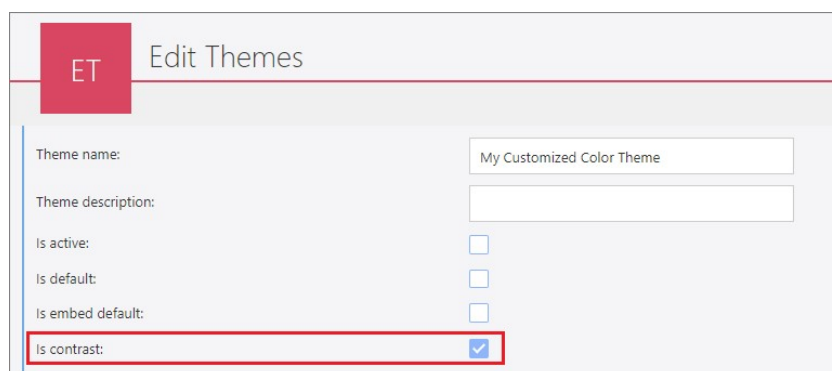 ET
Edit Themes
Theme name:
My Customized Color Theme
Theme description:
Is active:
Is default:
Is embed default:
Is contrast: